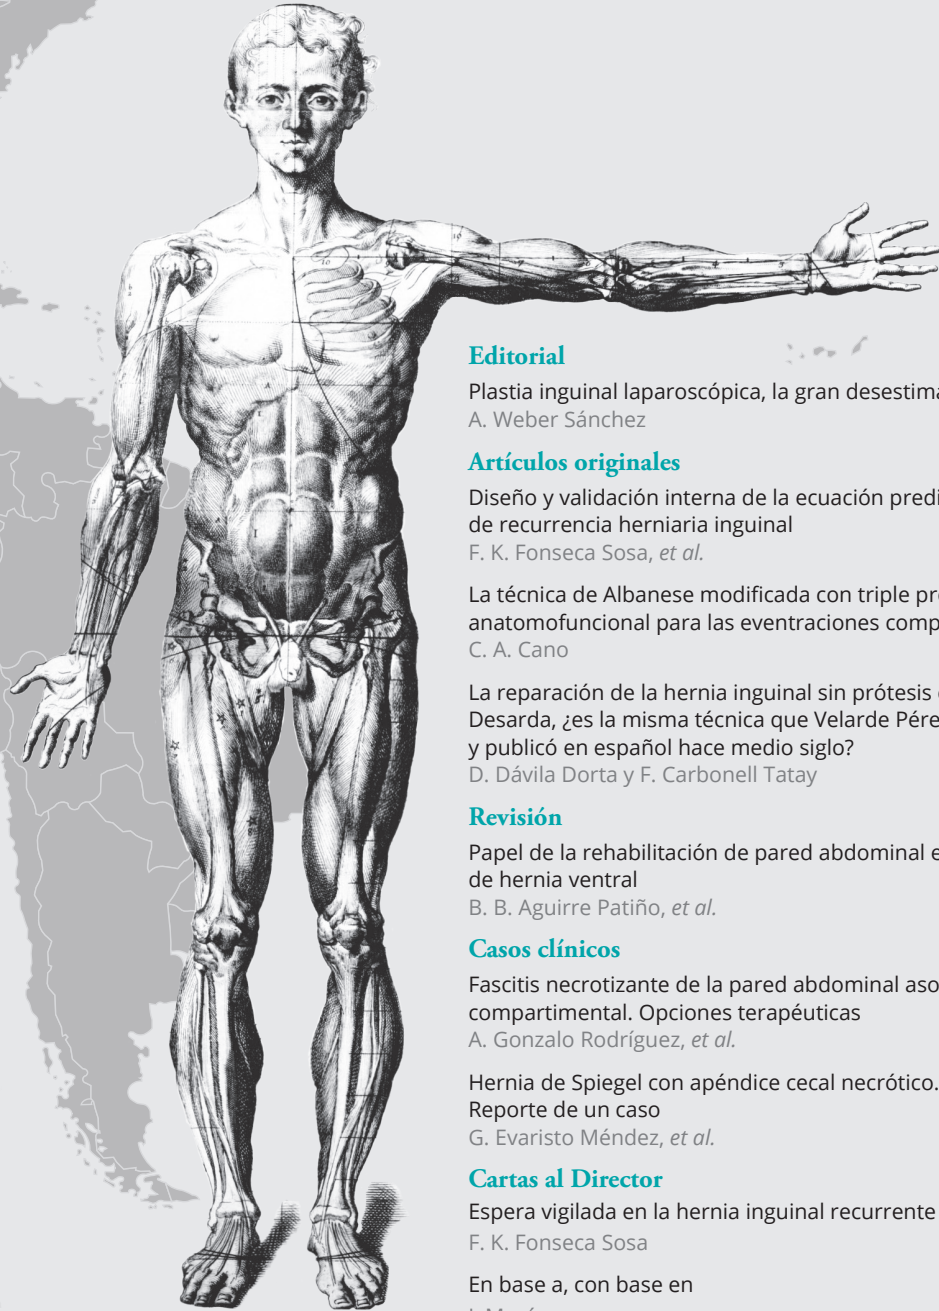 Editorial
Plastia inguinal laparoscópica, la gran
A. Weber Sánchez
Artículos originales
Diseño y validación interna de la ecuación
de recurrencia herniaria inguinal
F. K. Fonseca Sosa, et al.
La técnica de Albanese modificada con triple
anatomofuncional para las eventraciones
C. A. Cano
La reparación de la hernia inguinal sin prótesis
Desarda, ¿es la misma técnica que Velarde
y publicó en español hace medio siglo?
D. Dávila Dorta y F. Carbonell Tatay
Revisión
Papel de la rehabilitación de pared abdominal
de hernia ventral
B. B. Aguirre Patiño, et al.
Casos clínicos
Fascitis necrotizante de la pared abdominal
compartimental. Opciones terapéuticas
A. Gonzalo Rodríguez, et al.
Hernia de Spiegel con apéndice cecal necrótico.
Reporte de un caso
G. Evaristo Méndez, et al.
Cartas al Director
Espera vigilada en la hernia inguinal recurrente
F. K. Fonseca Sosa
En base a, con base en